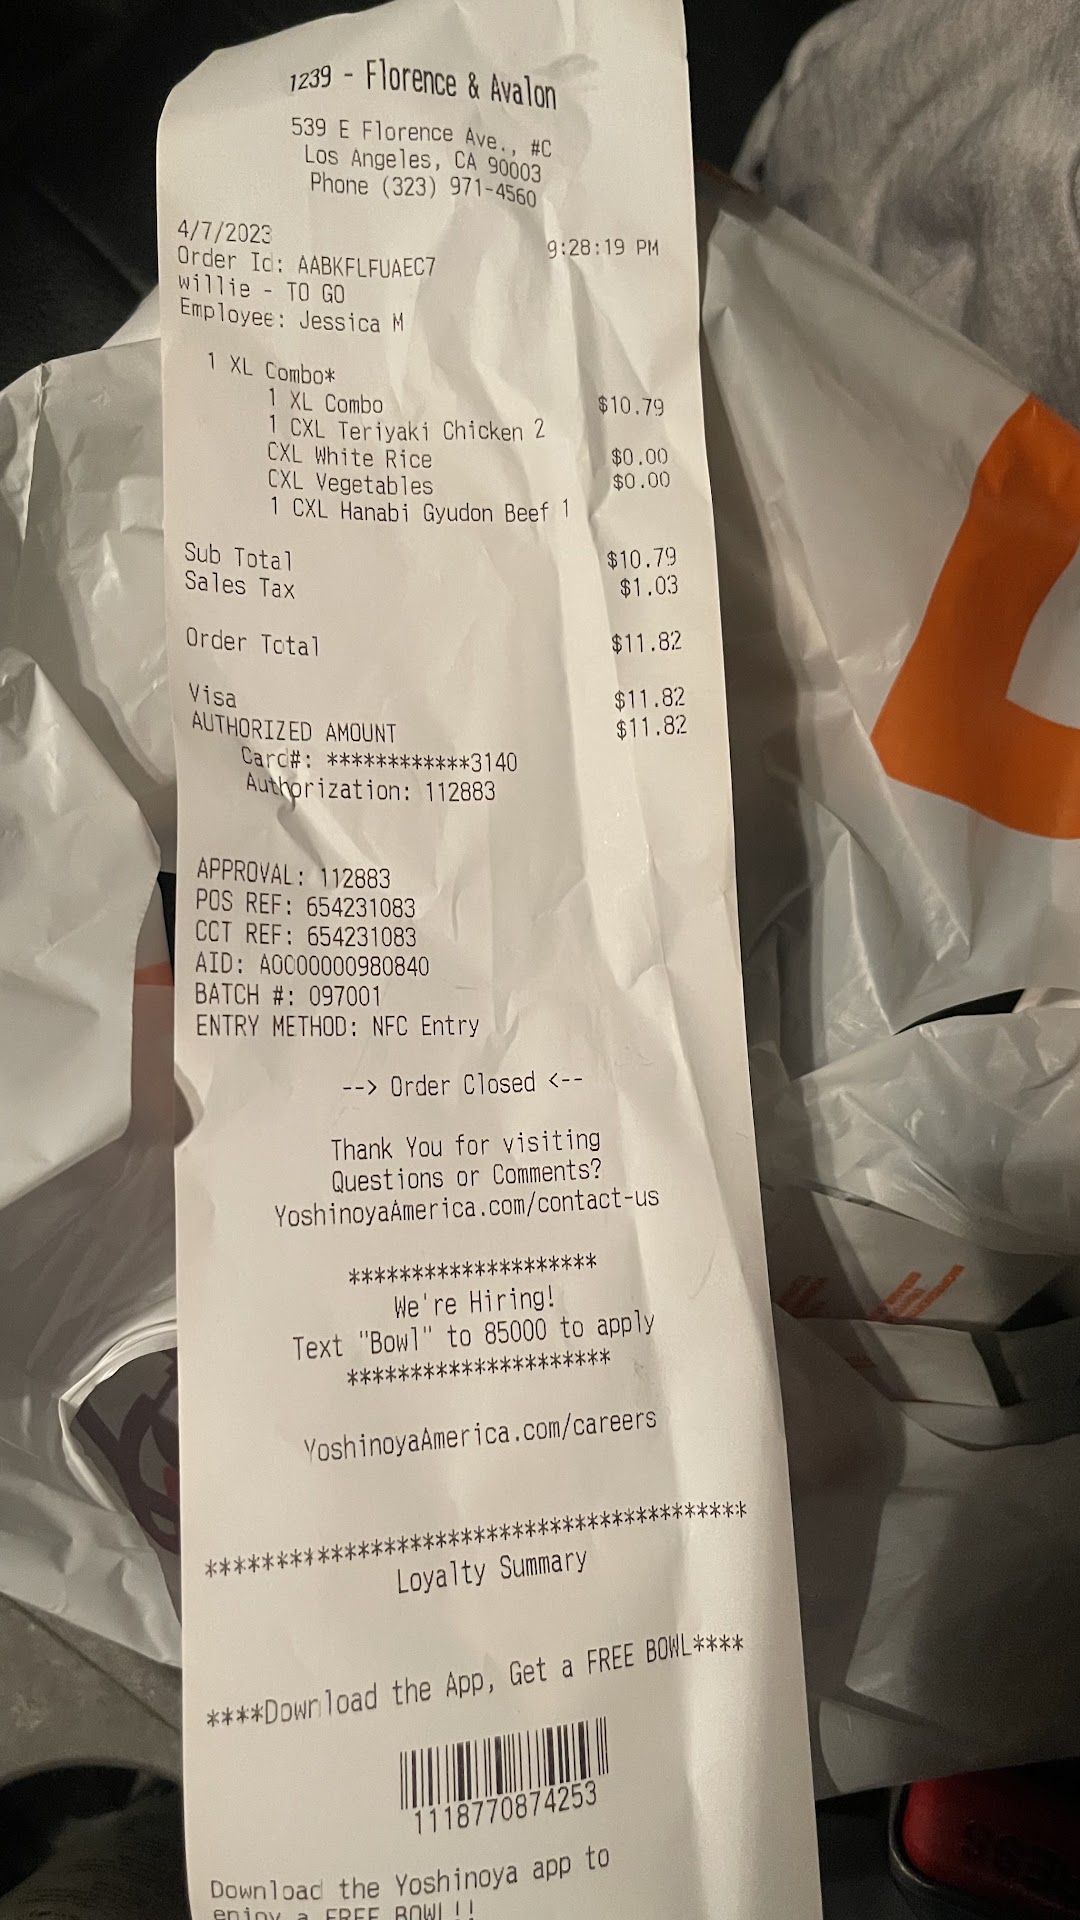 1239 - Florence & Avalon
539 E Florence Ave., #C
Los Angeles, CA 90003
Phone (323) 971-4560
4/7/2023 9:28:19 PM
Order Id: AABKFLFUAEC7
willie - TO GO
Employee: Jessica M
1 XL Combo*
1 XL Combo $10.79
1 CXL Teriyaki Chicken 2
CXL White Rice $0.00
CXL Vegetables $0.00
1 CXL Hanabi Gyudon Beef 1
Sub Total $10.79
Sales Tax $1.03
Order Total $11.82
Visa $11.82
AUTHORIZED AMOUNT $11.82
Card#: ************3140
Authorization: 112883
APPROVAL: 112883
POS REF: 654231083
CCT REF: 654231083
AID: A0000000980840
BATCH #: 097001
ENTRY METHOD: NFC Entry
--> Order Closed <--
Thank You for visiting
Questions or Comments?
YoshinoyaAmerica.com/contact-us
********************
We're Hiring!
Text "Bowl" to 85000 to apply
*********************
YoshinoyaAmerica.com/careers
******************************************
Loyalty Summary
****Download the App, Get a FREE BOWL****
1118770874253
Download the Yoshinoya app to
enjoy a FREE BOWL!!